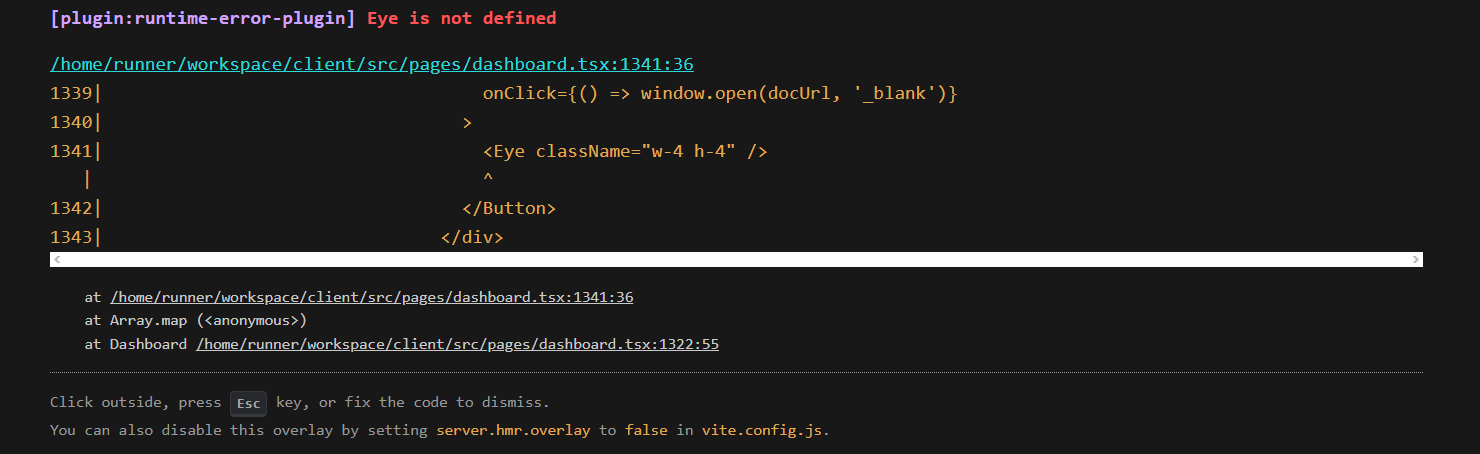 [plugin:runtime-error-plugin] Eye is not defined
/home/runner/workspace/client/src/pages/dashboard.tsx:1341:36
1339|                                    onClick={() => window.open(docUrl, '_blank')}
1340|                                  >
1341|                                    <Eye className="w-4 h-4" />
    |                                    ^
1342|                                  </Button>
1343|                                </div>
at /home/runner/workspace/client/src/pages/dashboard.tsx:1341:36
at Array.map (<anonymous>)
at Dashboard /home/runner/workspace/client/src/pages/dashboard.tsx:1322:55
Click outside, press Esc key, or fix the code to dismiss.
You can also disable this overlay by setting server.hmr.overlay to false in vite.config.js.